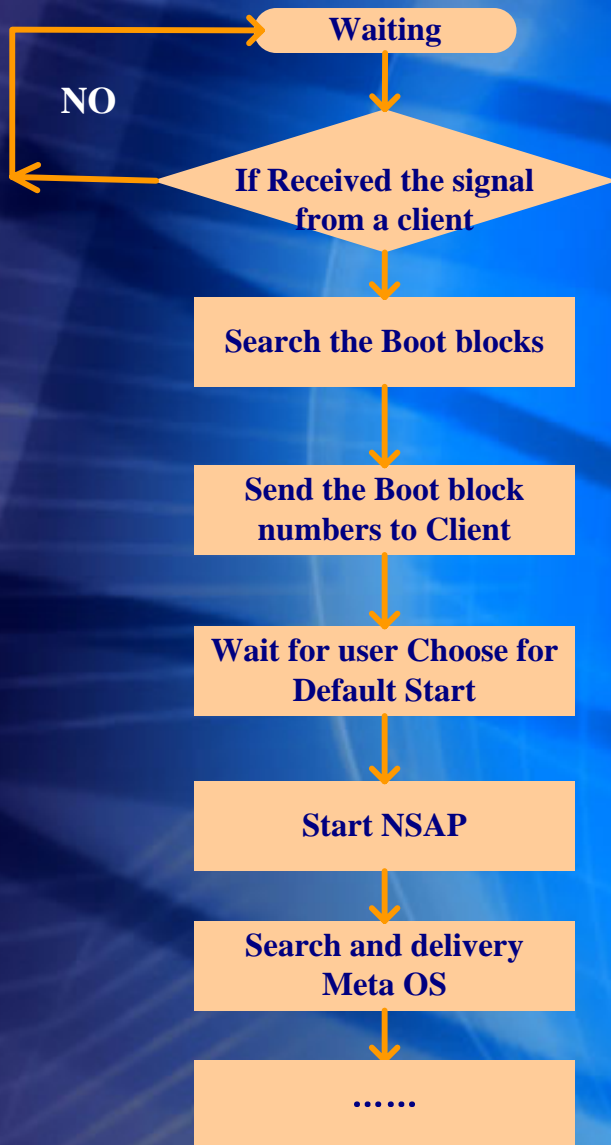 Waiting
NO
If Received the signal
from a client
Search the Boot blocks
Send the Boot block
numbers to Client
Wait for user Choose for
Default Start
Start NSAP
Search and delivery
Meta OS
……